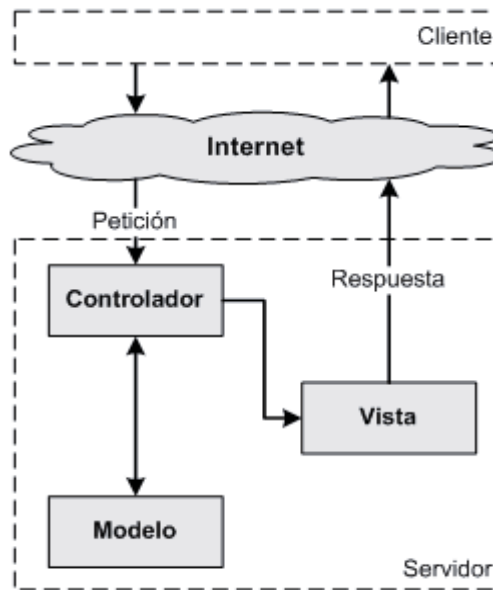 Cliente
Internet
Petición
Controlador
Respuesta
Vista
Modelo
Servidor